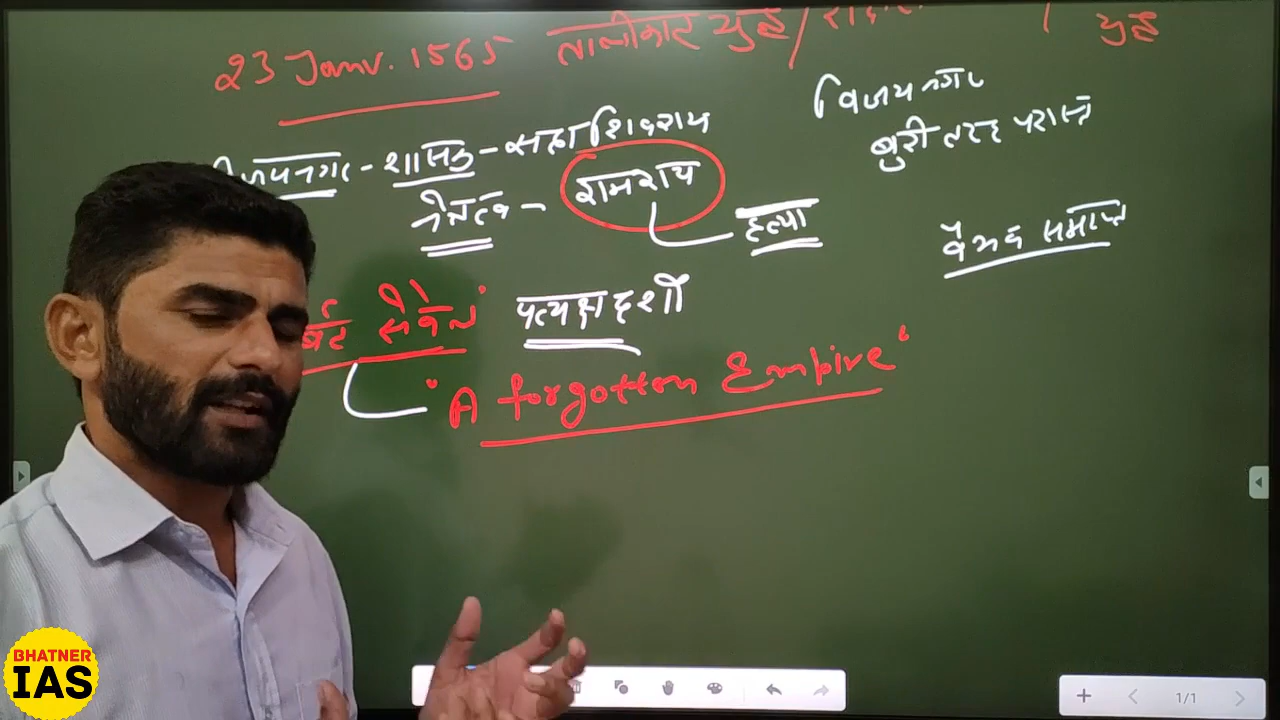 23 Janv. 1565 तालीकोट युद्ध/
युद्ध
विजयनगर
बुरी तरह परास्त
शासक - सदाशिवराय
नेतृत्व - रामराय
हत्या
वैभव समाप्त
सेवेल' प्रत्यक्षदर्शी
'A forgotten Empire'
1/1
BHATNER
IAS